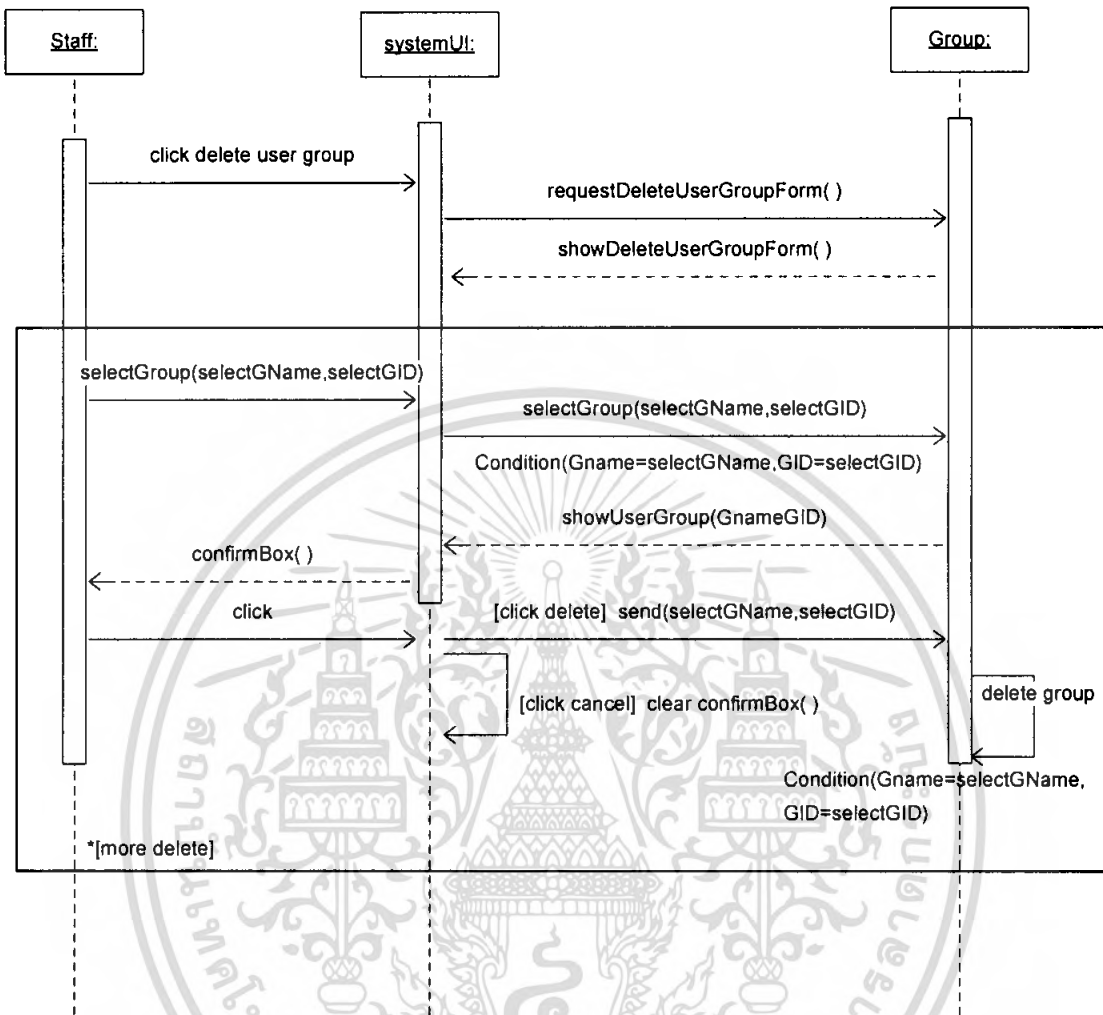 Staff:
systemUI:
Group:
click delete user group
requestDeleteUserGroupForm( )
showDeleteUserGroupForm( )
selectGroup(selectGName,selectGID)
selectGroup(selectGName,selectGID)
Condition(Gname=selectGName,GID=selectGID)
showUserGroup(GnameGID)
confirmBox( )
click
[click delete] send(selectGName,selectGID)
[click cancel] clear confirmBox( )
delete group
Condition(Gname=selectGName,
GID=selectGID)
*[more delete]